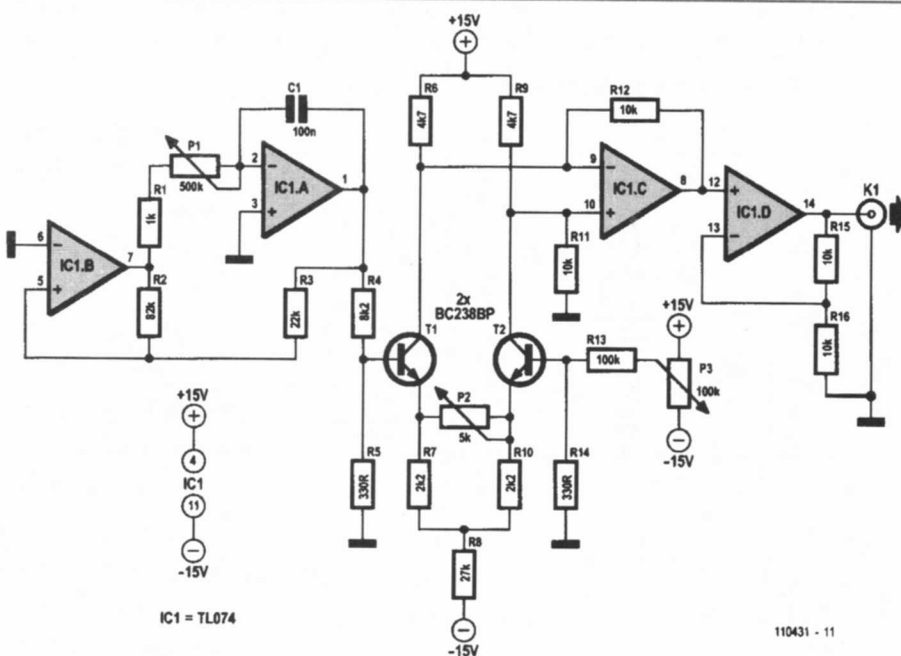 +15V
R6
4k7
R9
4k7
C1
100n
P1
500k
R1
1k
2
3
1
IC1.A
6
5
7
IC1.B
R2
82k
R3
22k
R4
8k2
R12
10k
9
10
8
IC1.C
R11
10k
12
13
14
IC1.D
K1
R15
10k
R16
10k
2x
BC238BP
T1
T2
R13
100k
+15V
P3
100k
-15V
P2
5k
R5
330R
R7
2k2
R10
2k2
R14
330R
R8
27k
-15V
+15V
4
IC1
11
-15V
IC1 = TL074
110431 - 11